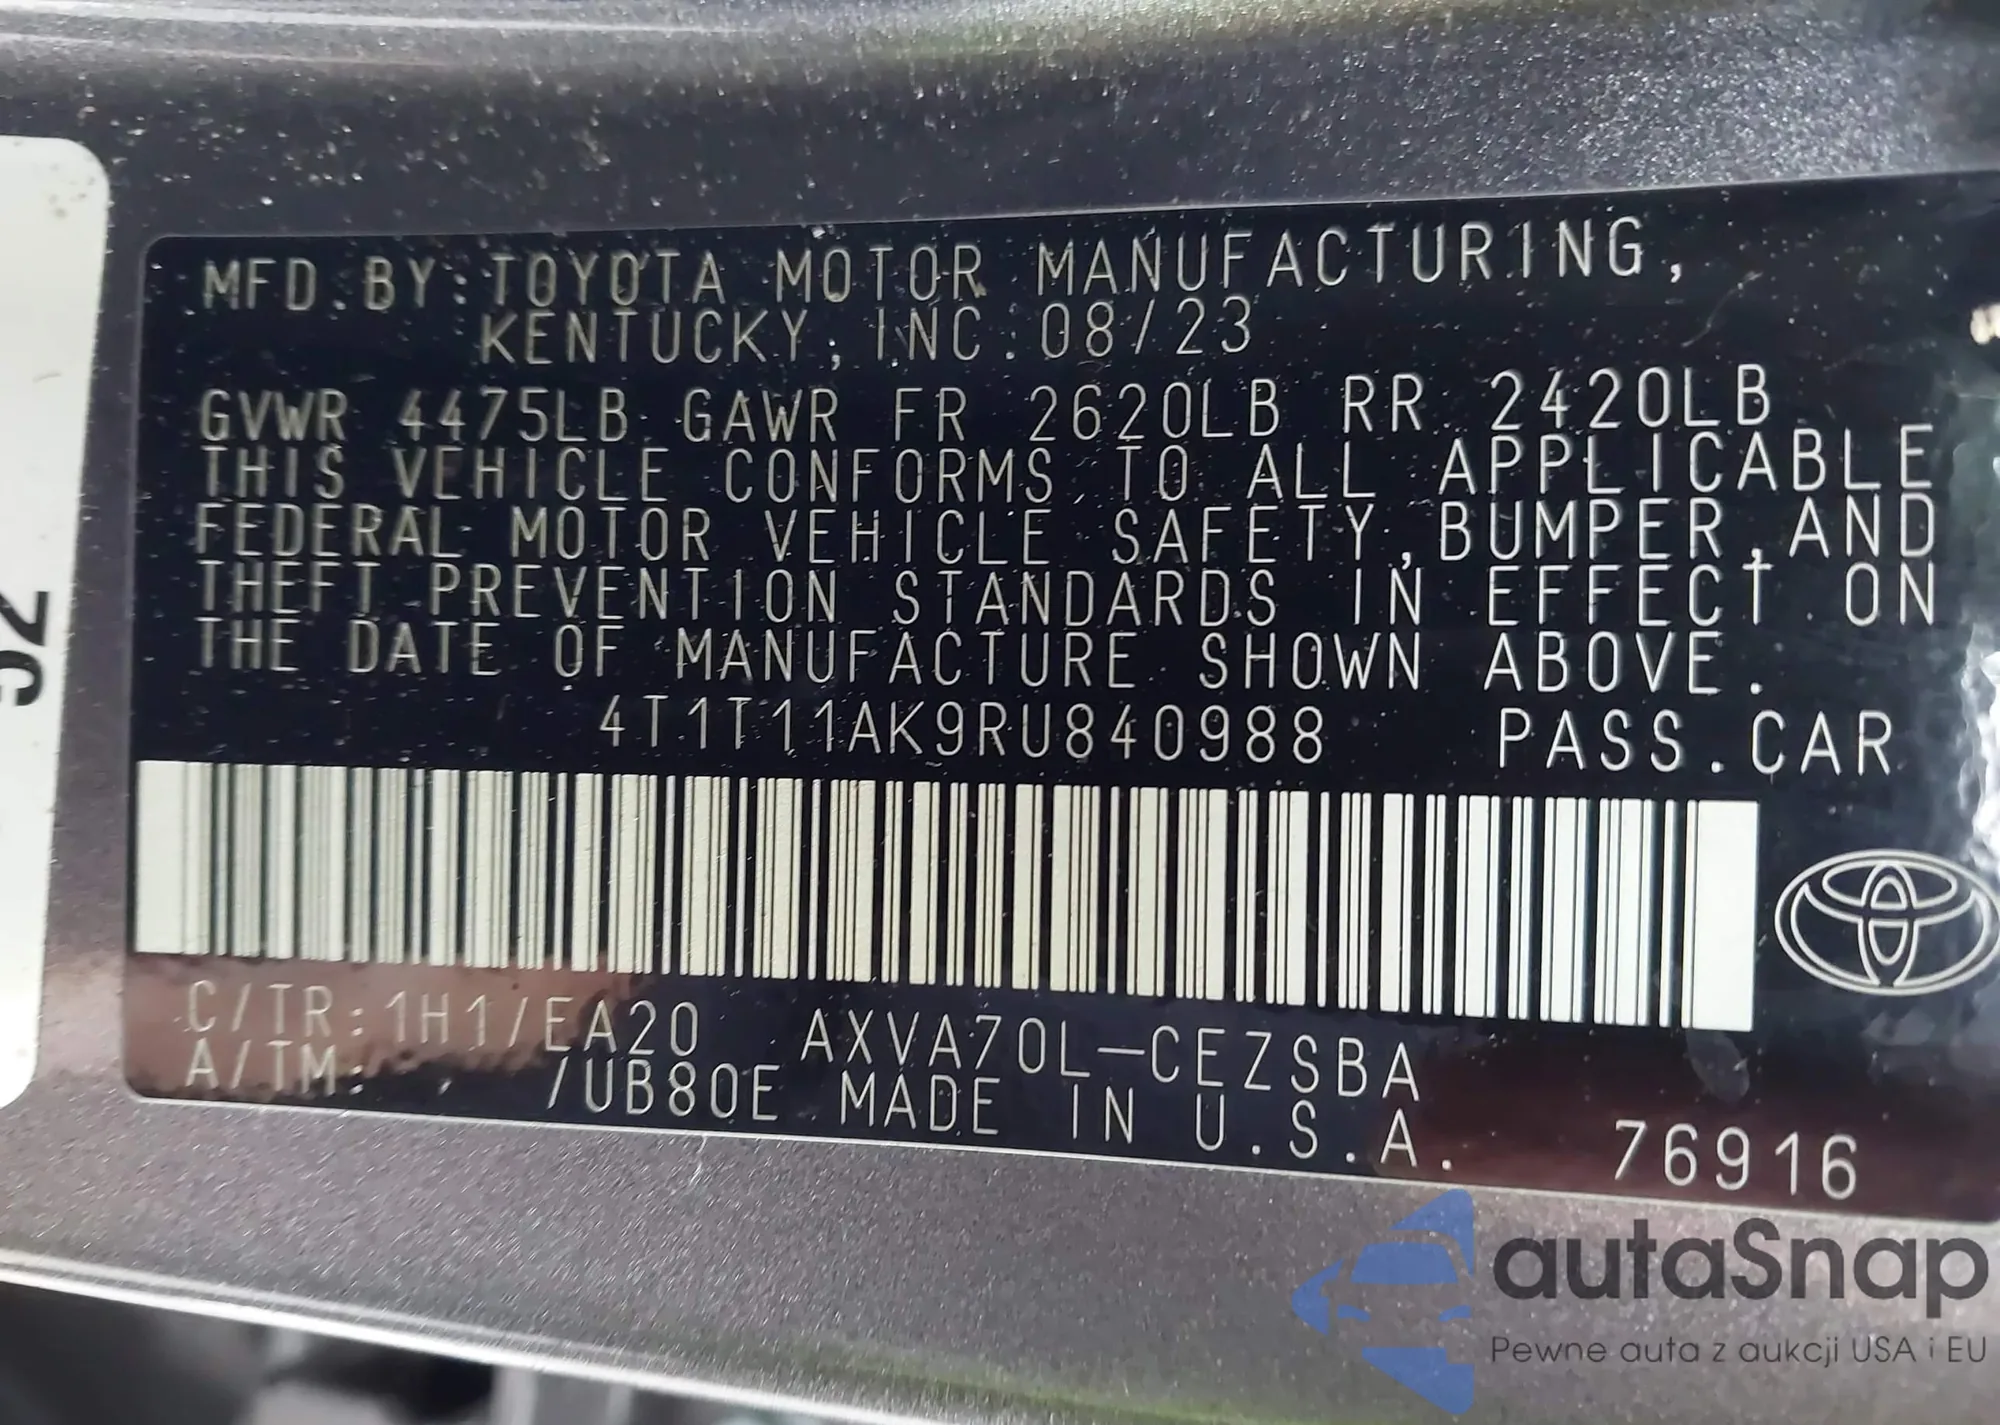 MFD. BY: TOYOTA MOTOR MANUFACTURING,
KENTUCKY, INC. 08/23
GVWR 4475LB GAWR FR 2620LB RR 2420LB
THIS VEHICLE CONFORMS TO ALL APPLICABLE
FEDERAL MOTOR VEHICLE SAFETY, BUMPER, AND
THEFT PREVENTION STANDARDS IN EFFECT ON
THE DATE OF MANUFACTURE SHOWN ABOVE.
4T1T11AK9RU840988 PASS.CAR
C/TR:1H1/EA20 AXVA70L-CEZSBA
A/TM: /UB80E MADE IN U.S.A.
76916
autaSnap
Pewne auta z aukcji USA i EU